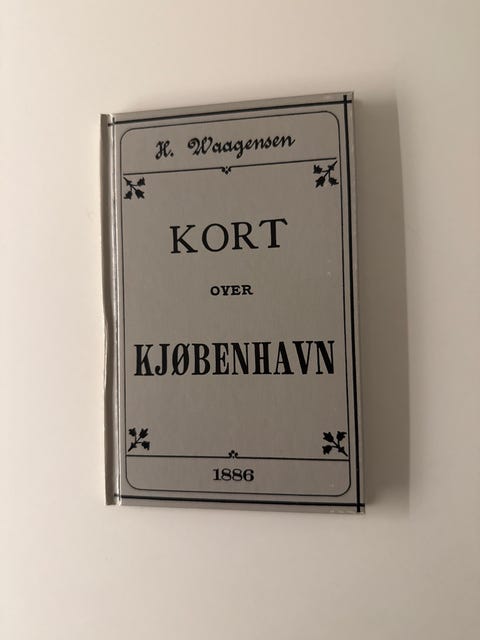 H. Waagensen
KORT
OVER
KJØBENHAVN
1886